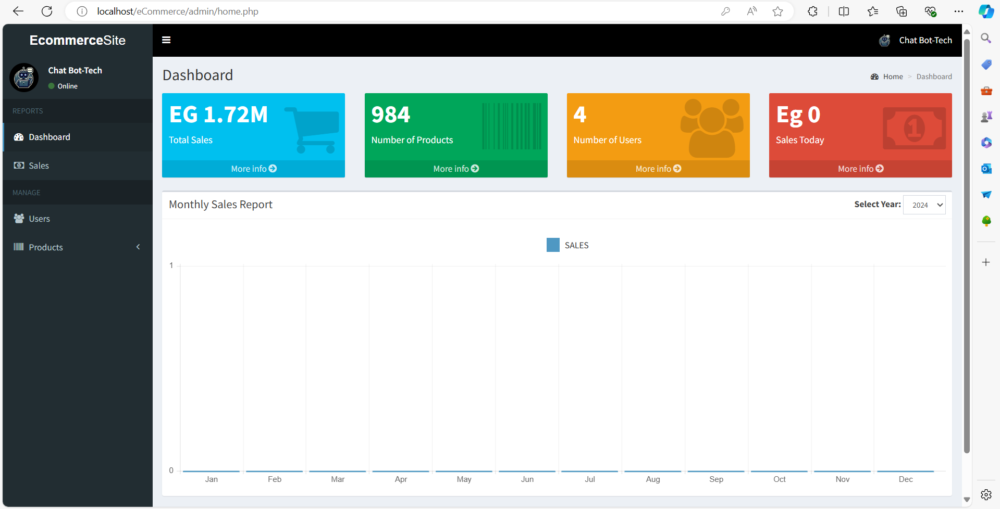 localhost/eCommerce/admin/home.php
EcommerceSite
Chat Bot-Tech
Chat Bot-Tech
Online
REPORTS
Dashboard
Sales
MANAGE
Users
Products
Dashboard
Home > Dashboard
EG 1.72M
Total Sales
More info
984
Number of Products
More info
4
Number of Users
More info
Eg 0
Sales Today
More info
Monthly Sales Report
Select Year: 2024
SALES
1
0
Jan Feb Mar Apr May Jun Jul Aug Sep Oct Nov Dec